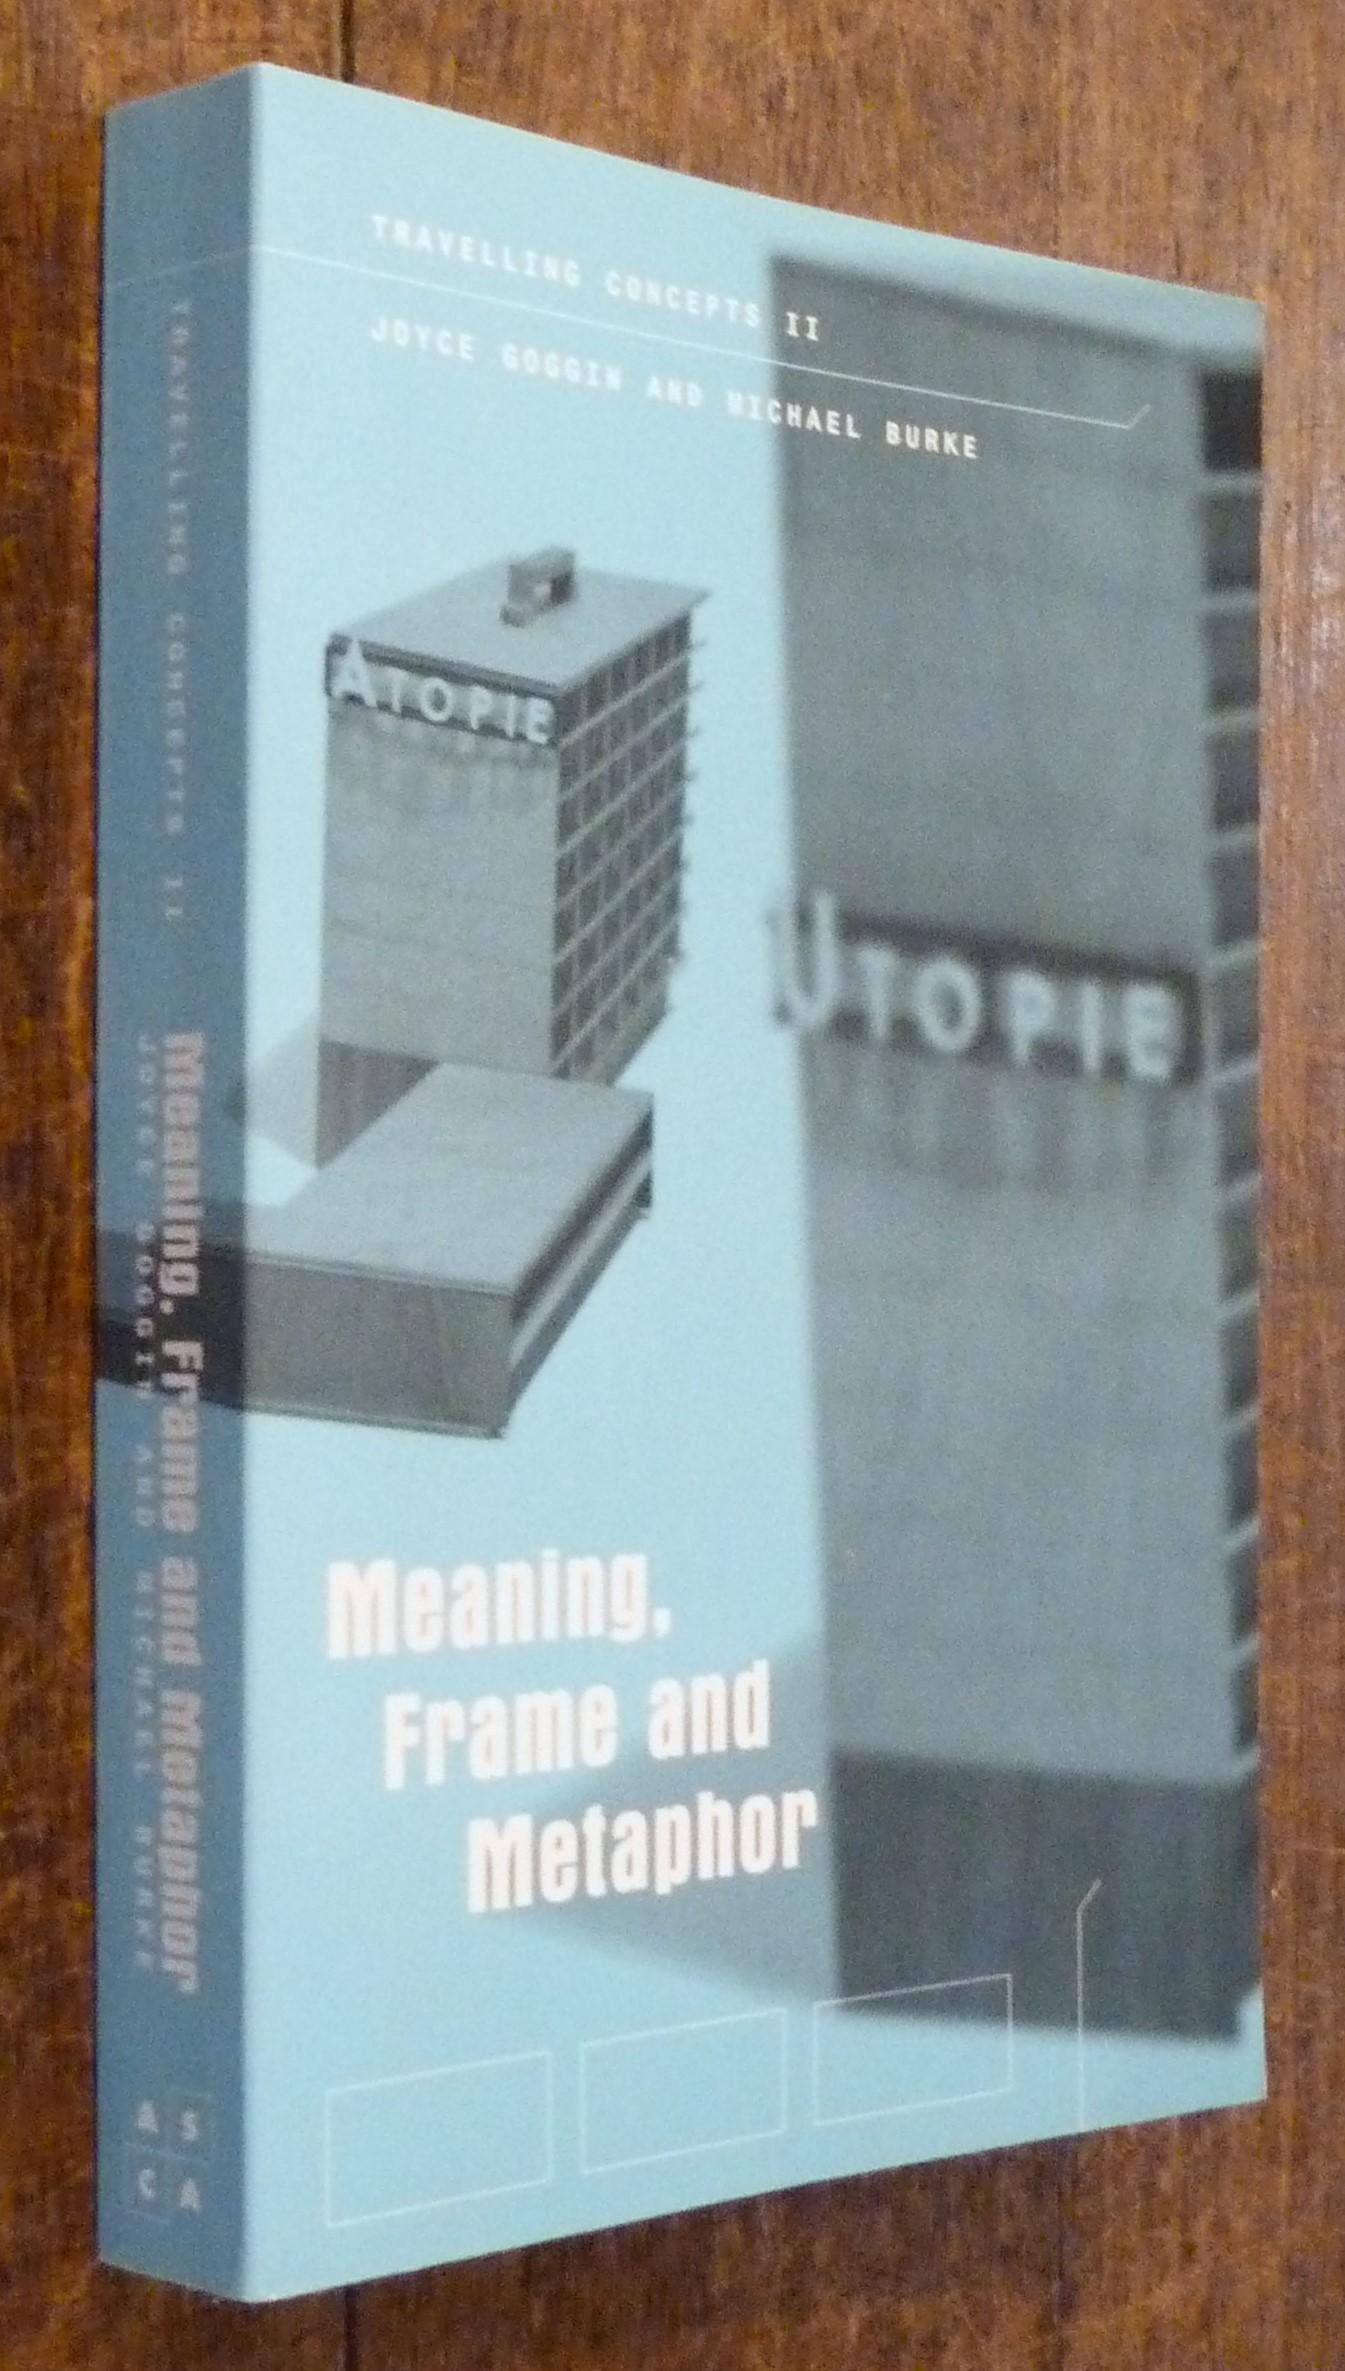 TRAVELLING CONCEPTS II
JOYCE GOGGIN AND MICHAEL BURKE
ATOPIE
UTOPIE
Meaning,
Frame and
Metaphor
TRAVELLING CONCEPTS II
Meaning, Frame and Metaphor
JOYCE GOGGIN AND MICHAEL BURKE
A S
C A